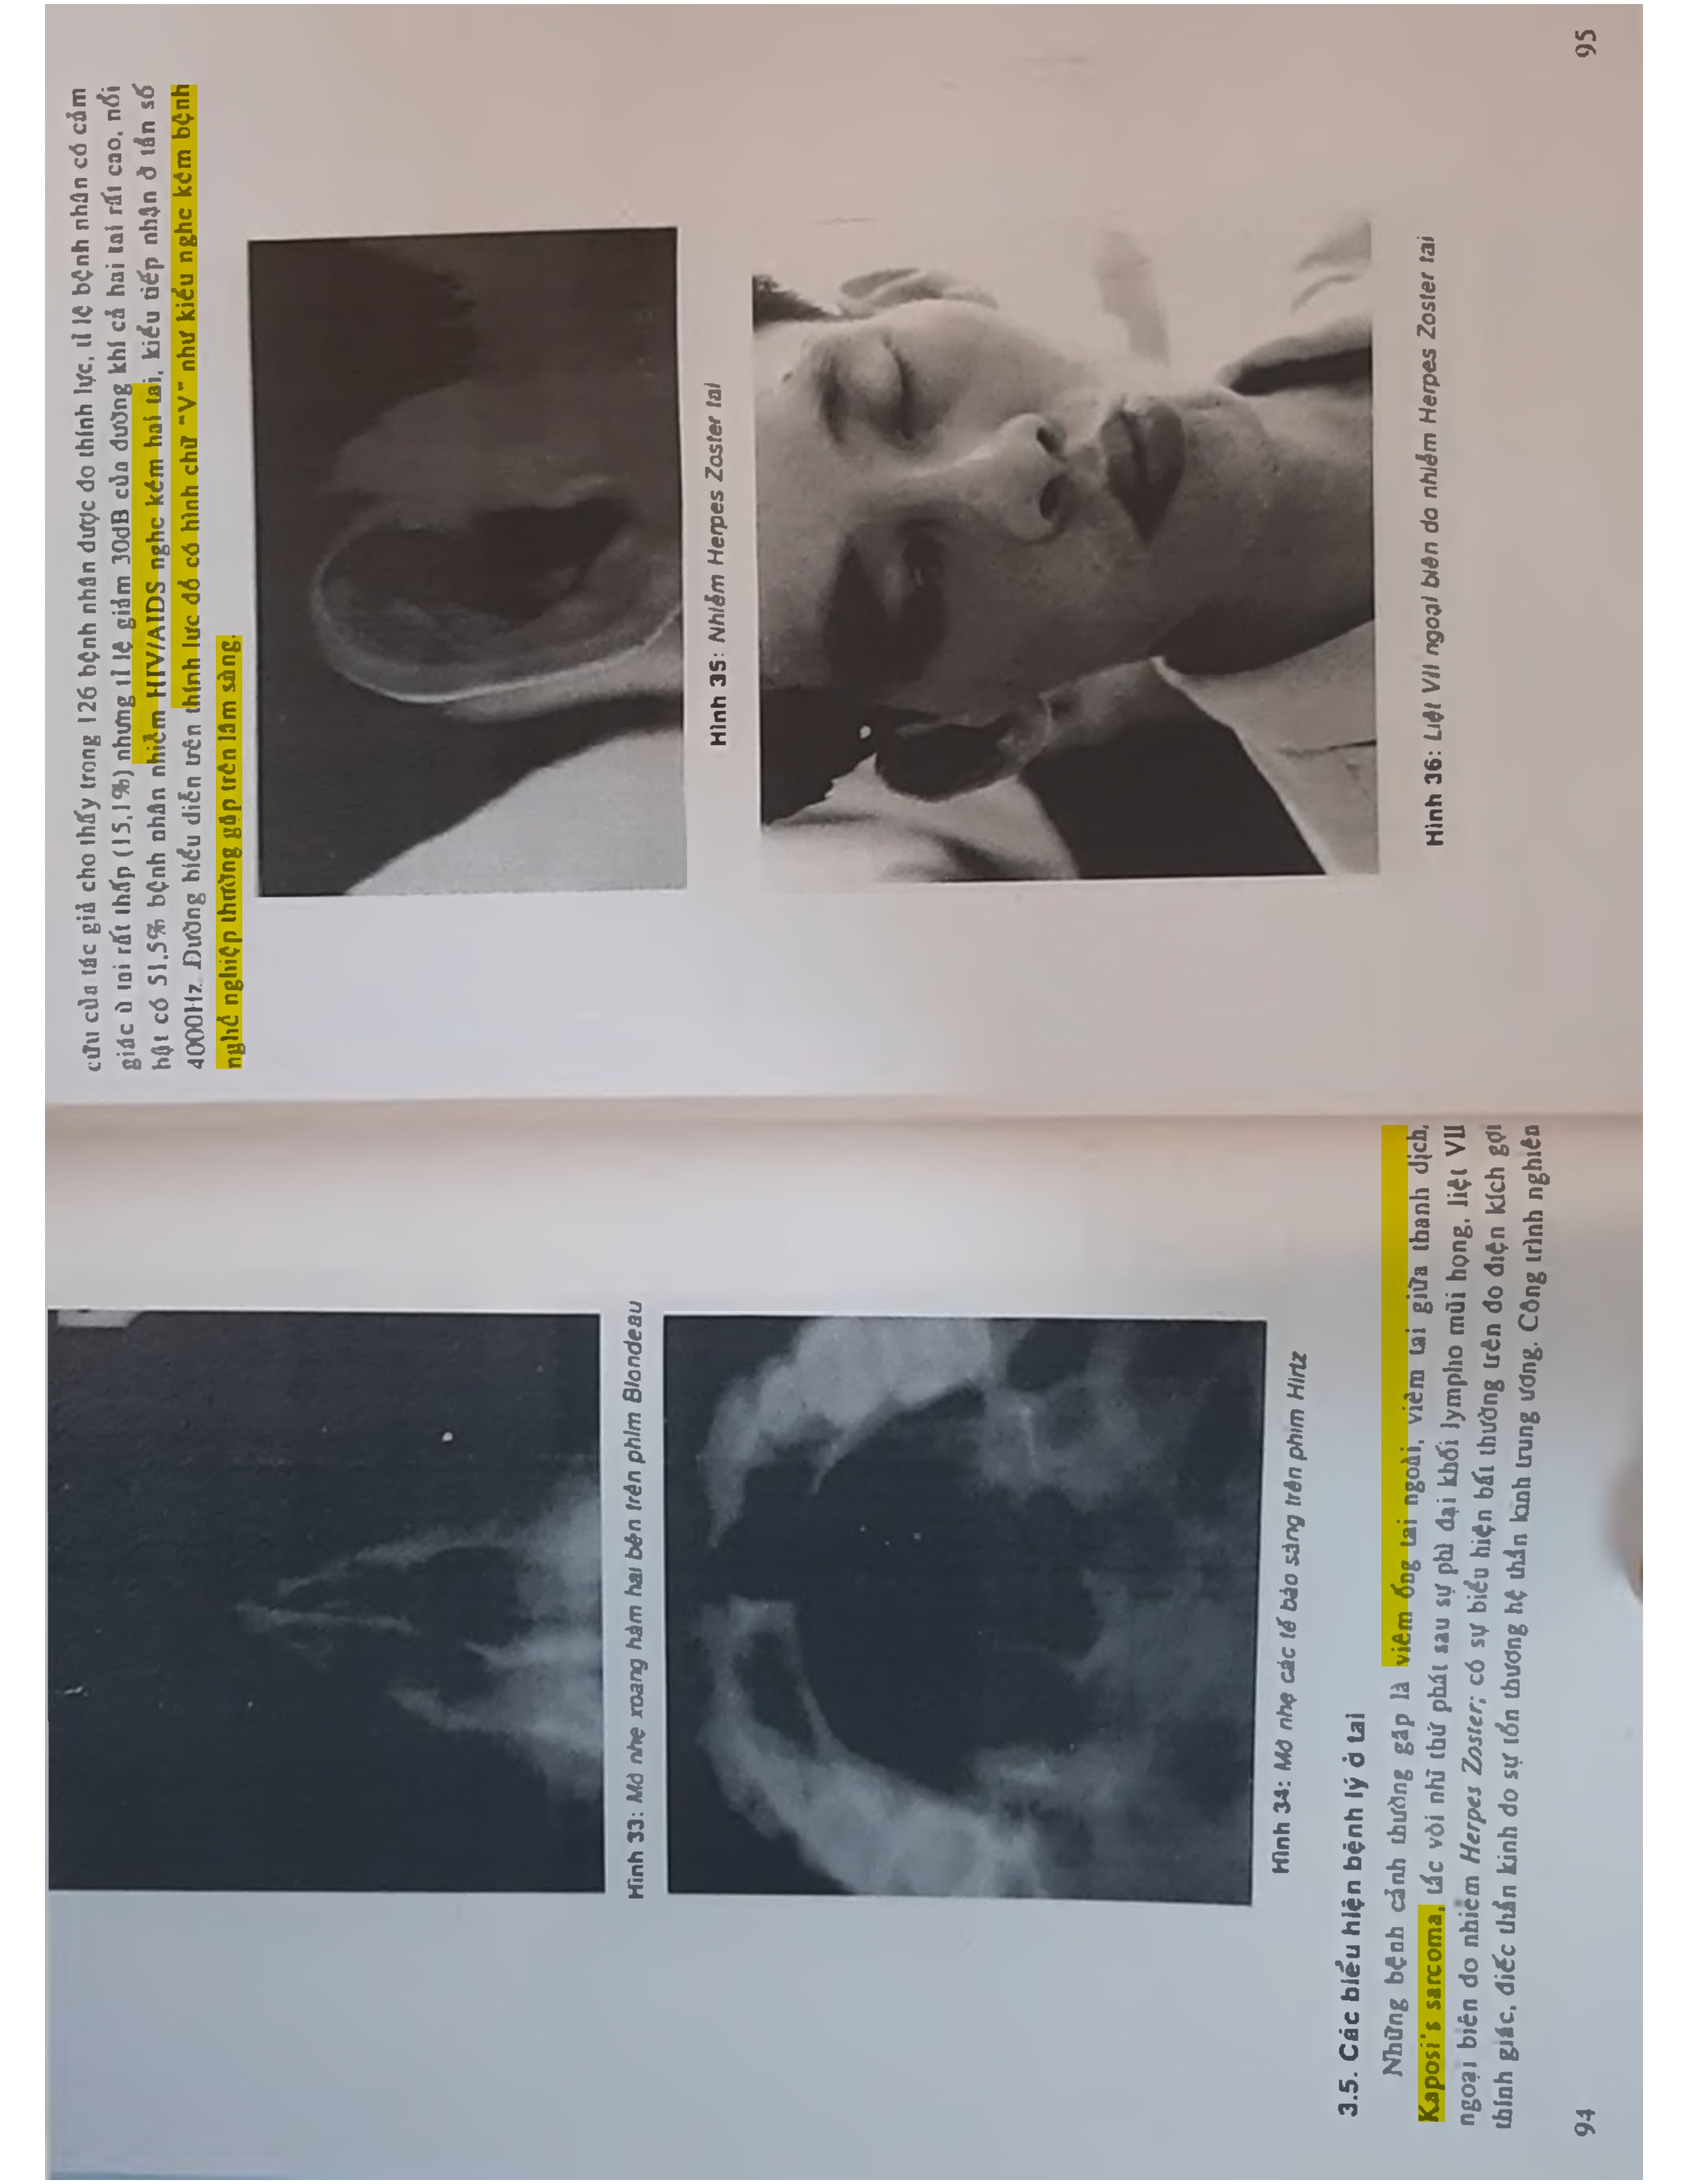 Hình 33: Mờ nhẹ xoang hàm hai bên trên phim Blondeau
Hình 34: Mờ nhẹ các tế bào sàng trên phim Hirtz
3.5. Các biểu hiện bệnh lý ở tai
Những bệnh cảnh thường gặp là viêm ống tai ngoài, viêm tai giữa thanh dịch,
Kaposi's sarcoma, tắc vòi nhĩ thứ phát sau sự phì đại khối lympho mũi họng, liệt VII
ngoại biên do nhiễm Herpes Zoster; có sự biểu hiện bất thường trên đo điện kích gợi
thính giác, điếc thần kinh do sự tổn thương hệ thần kinh trung ương. Công trình nghiên
94
cứu của tác giả cho thấy trong 126 bệnh nhân được đo thính lực, tỉ lệ bệnh nhân có cảm
giác ù tai rất thấp (15,1%) nhưng tỉ lệ giảm 30dB của đường khí cả hai tai rất cao, nổi
bật có 51.5% bệnh nhân nhiễm HIV/AIDS nghe kém hai tai, kiểu tiếp nhận ở tần số
4000Hz. Đường biểu diễn trên thính lực đồ có hình chữ "V" như kiểu nghe kém bệnh
nghề nghiệp thường gặp trên lâm sàng.
Hình 35: Nhiễm Herpes Zoster tai
Hình 36: Liệt VII ngoại biên do nhiễm Herpes Zoster tai
95